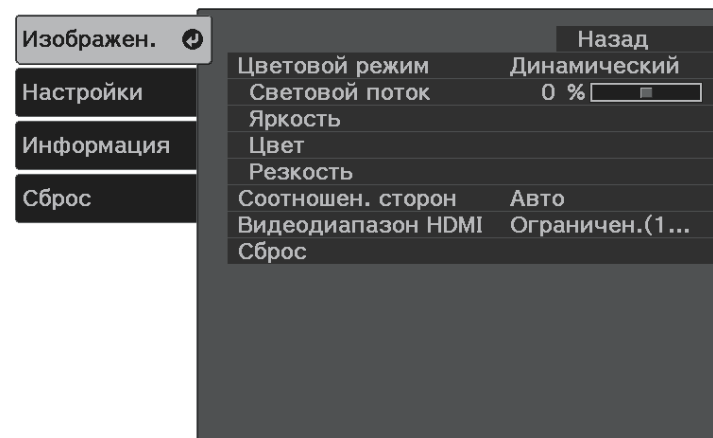 Изображен.
Настройки
Информация
Сброс
Назад
Цветовой режим Динамический
Световой поток 0 %
Яркость
Цвет
Резкость
Соотношен. сторон Авто
Видеодиапазон HDMI Ограничен.(1...
Сброс